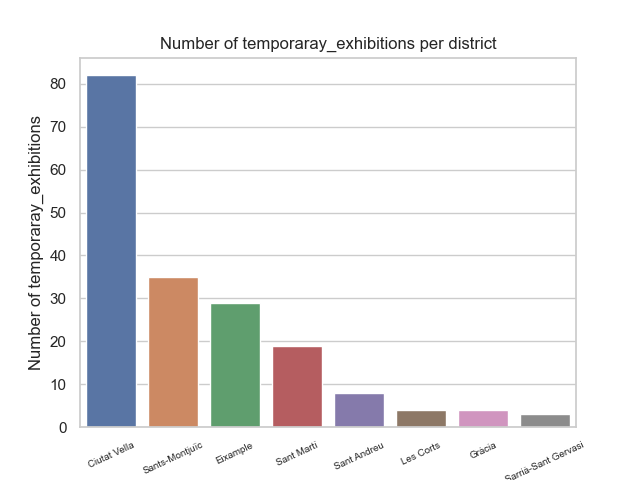 Number of temporaray_exhibitions per district
Number of temporaray_exhibitions
80
70
60
50
40
30
20
10
0
Ciutat Vella
Sants-Montjuïc
Eixample
Sant Martí
Sant Andreu
Les Corts
Gràcia
Sarrià-Sant Gervasi